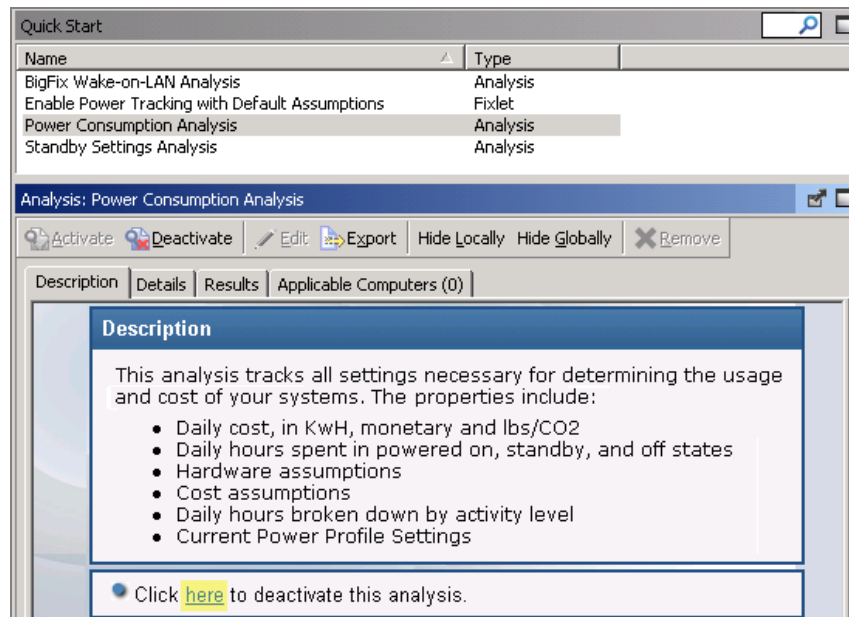 Quick Start
Name Type
BigFix Wake-on-LAN Analysis Analysis
Enable Power Tracking with Default Assumptions Fixlet
Power Consumption Analysis Analysis
Standby Settings Analysis Analysis
Analysis: Power Consumption Analysis
Activate Deactivate Edit Export Hide Locally Hide Globally Remove
Description Details Results Applicable Computers (0)
Description
This analysis tracks all settings necessary for determining the usage
and cost of your systems. The properties include:
• Daily cost, in KwH, monetary and lbs/CO2
• Daily hours spent in powered on, standby, and off states
• Hardware assumptions
• Cost assumptions
• Daily hours broken down by activity level
• Current Power Profile Settings
Click here to deactivate this analysis.